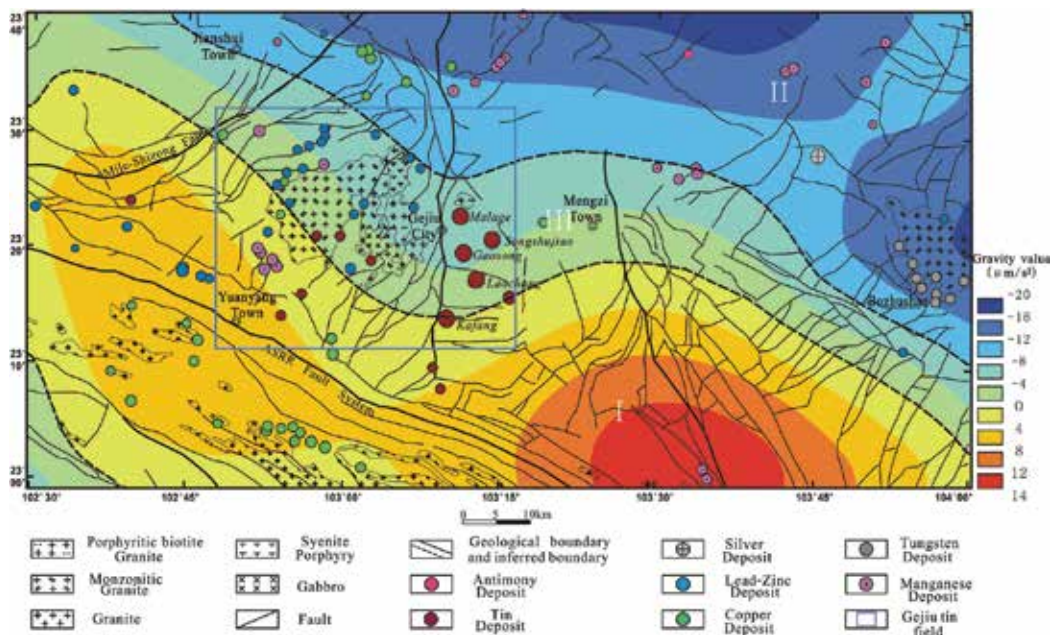 23
40
23
30
23
20
23
10
23
00
102 30
102 45
103 00
103 15
103 30
103 45
104 00
Jianshui
Town
II
Mile-Shizong
Mengzi
Town
III
Gejiu
City
Malage
Songshujiao
Gaosong
Laochang
Kafang
Yuanyang
Town
ASRR Fault
System
Bozhushan
I
Gravity value
(μm/s²)
-20
-16
-12
-8
-4
0
4
8
12
14
0 5 10km
Porphyritic biotite
Granite
Syenite
Porphyry
Geological boundary
and inferred boundary
Silver
Deposit
Tungsten
Deposit
Monzonitic
Granite
Gabbro
Antimony
Deposit
Lead-Zinc
Deposit
Manganese
Deposit
Granite
Fault
Tin
Deposit
Copper
Deposit
Gejiu tin
field